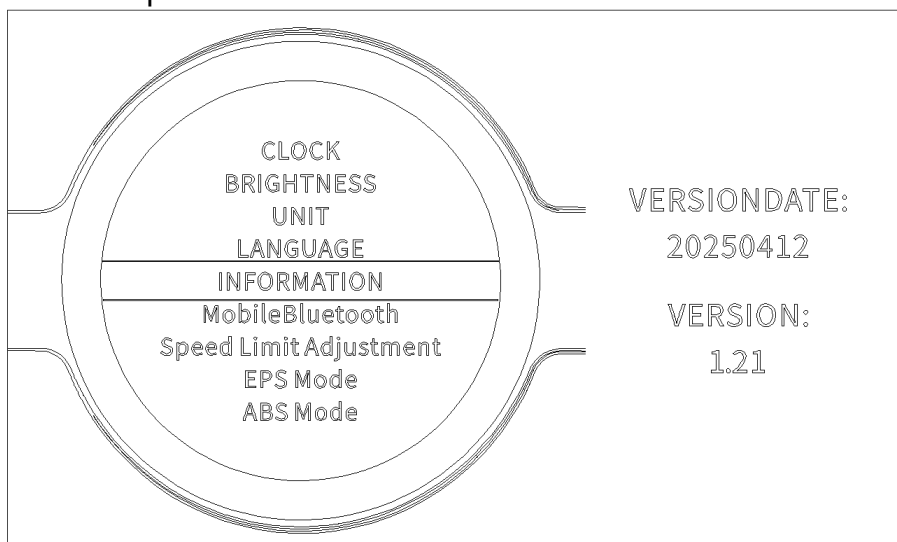 CLOCK
BRIGHTNESS
UNIT
LANGUAGE
INFORMATION
MobileBluetooth
Speed Limit Adjustment
EPS Mode
ABS Mode
VERSIONDATE:
20250412
VERSION:
1.21